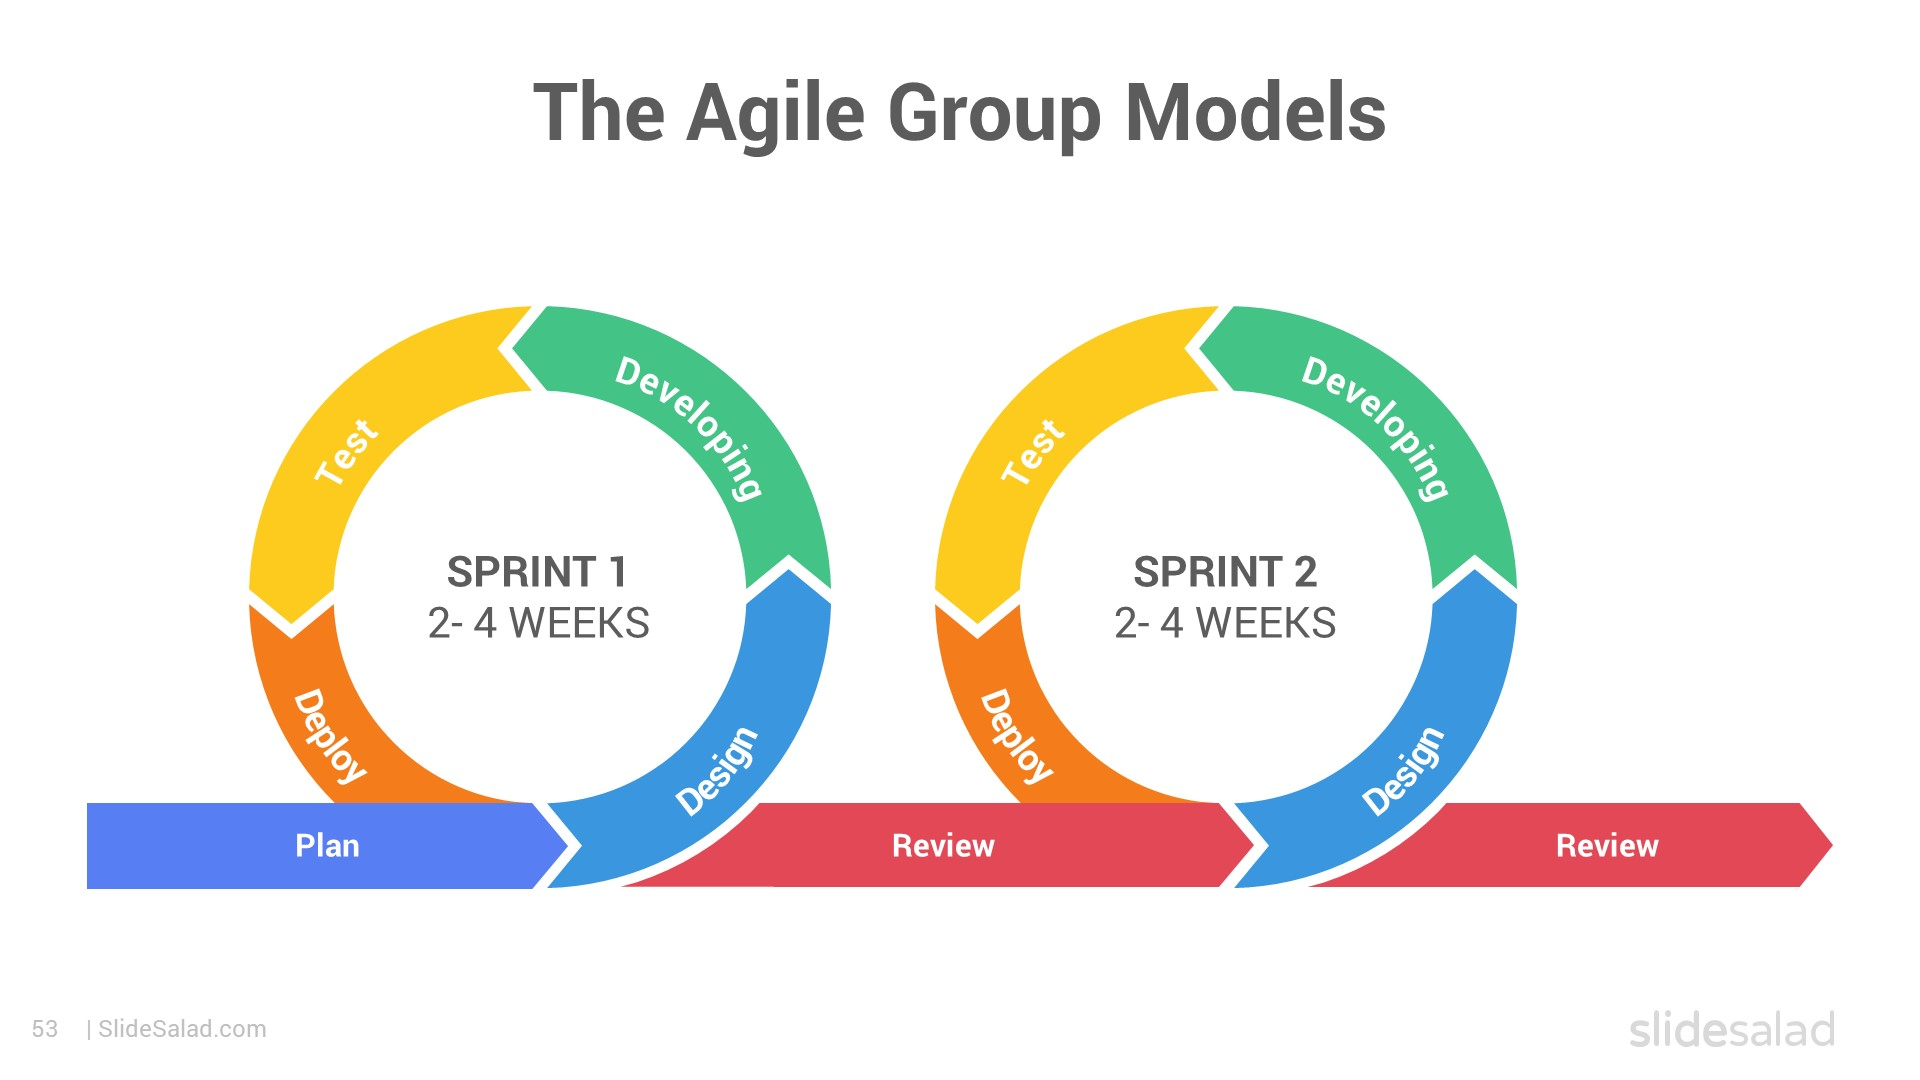 The Agile Group Models
Test
Developing
SPRINT 1
2- 4 WEEKS
Deploy
Design
Test
Developing
SPRINT 2
2- 4 WEEKS
Deploy
Design
Plan
Review
Review
53 | SlideSalad.com
slidesalad